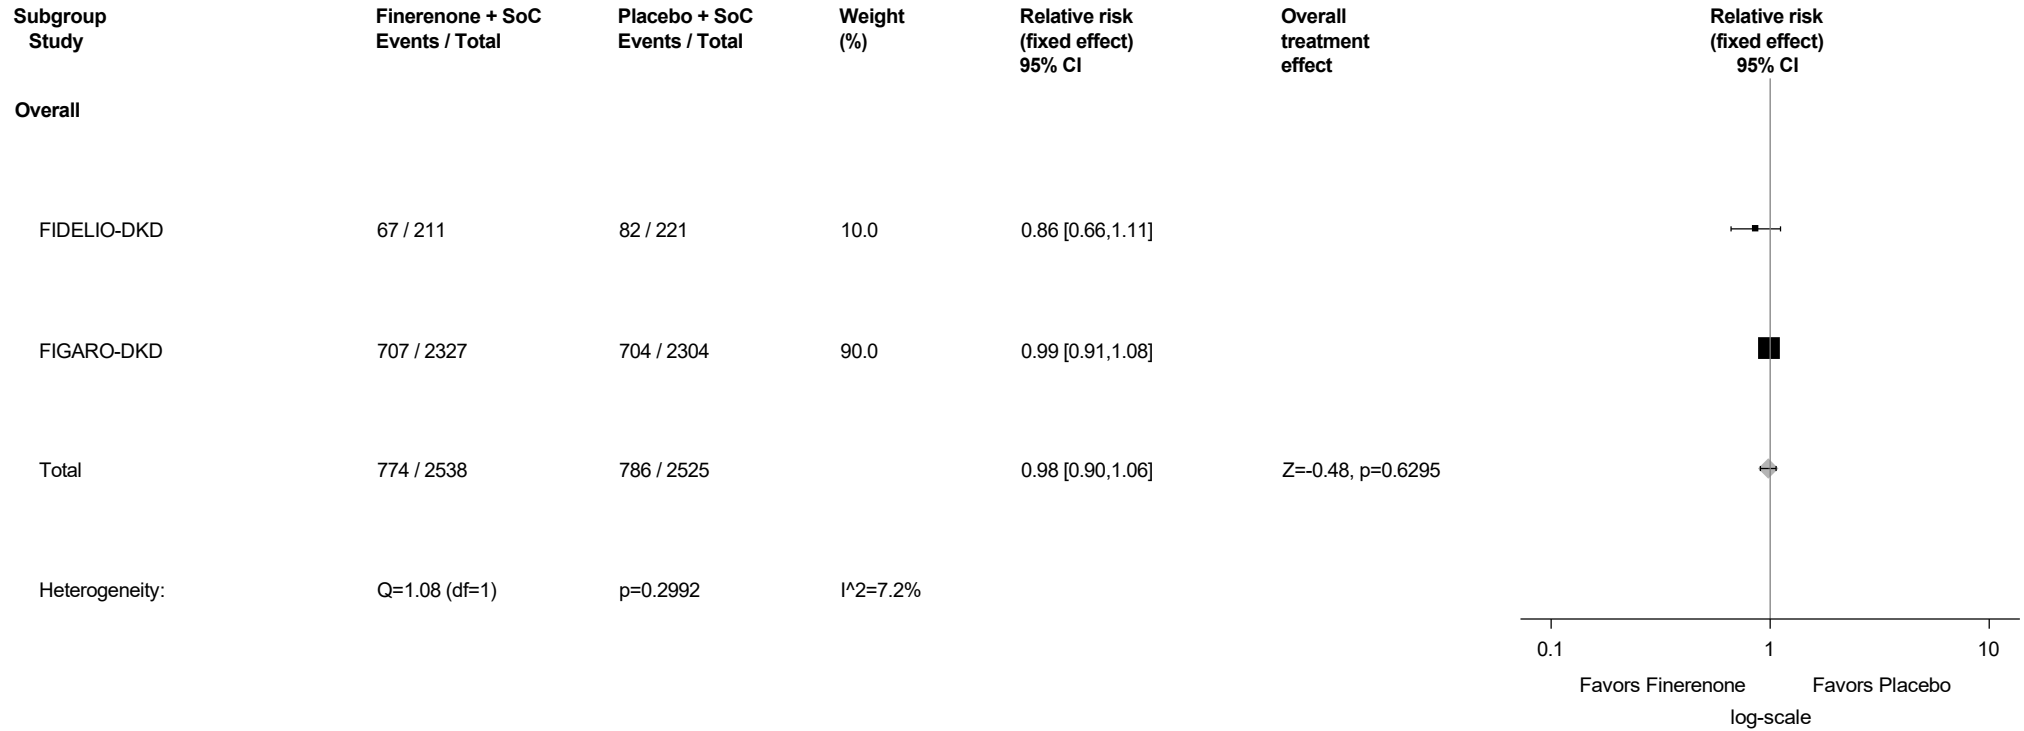 Subgroup Finerenone + SoC Placebo + SoC Weight Relative risk Overall Relative risk
Study Events / Total Events / Total (%) (fixed effect) treatment (fixed effect)
95% CI effect 95% CI
Overall
FIDELIO-DKD 67 / 211 82 / 221 10.0 0.86 [0.66,1.11]
FIGARO-DKD 707 / 2327 704 / 2304 90.0 0.99 [0.91,1.08]
Total 774 / 2538 786 / 2525 0.98 [0.90,1.06] Z=-0.48, p=0.6295
Heterogeneity: Q=1.08 (df=1) p=0.2992 I^2=7.2%
0.1 1 10
Favors Finerenone Favors Placebo
log-scale